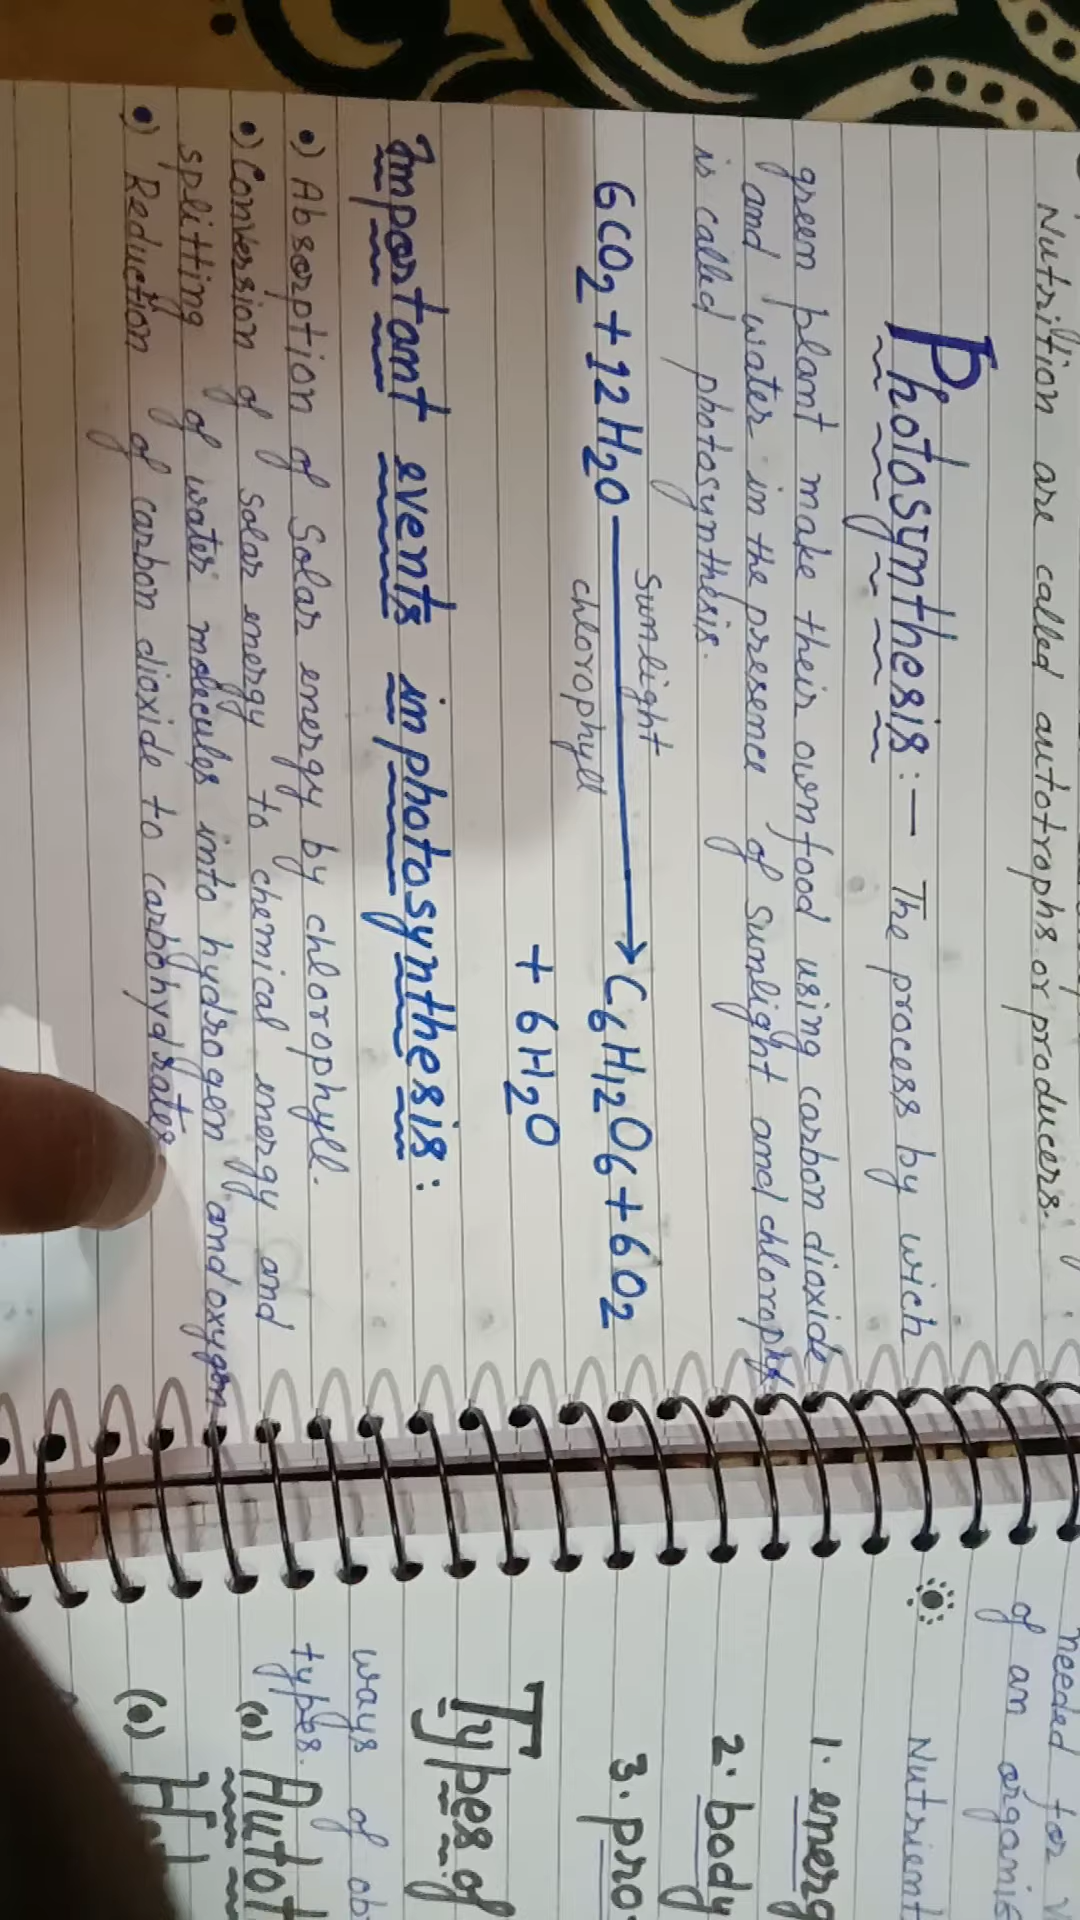 Nutrition are called autotrophs or producers.
Photosynthesis:- The process by wich
green plant make their own food using carbon dioxide
and water in the presence of sunlight and chlorophyll
is called photosynthesis.
Sunlight
6CO2 + 12H2O → C6H12O6 + 6O2
chlorophyll
+ 6H2O
Important events in photosynthesis:
•) Absorption of Solar energy by chlorophyll.
•) Conversion of solar energy to chemical energy and
splitting of water molecules into hydrogen and oxygen
•) Reduction of carbon dioxide to carbohydrates
needed for
of an
Nutrient
1. energ
2. body
3. pro
Types of
ways of
types.
(•) Autot
(•)